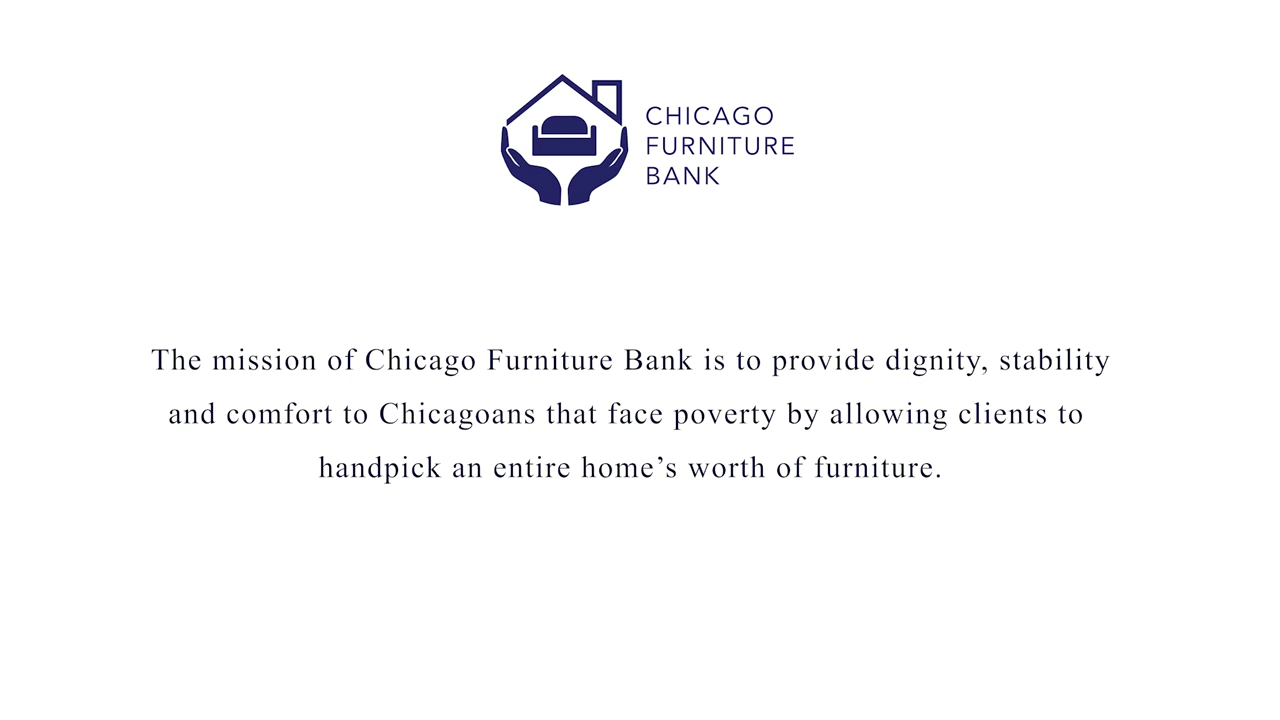 CHICAGO
FURNITURE
BANK
The mission of Chicago Furniture Bank is to provide dignity, stability
and comfort to Chicagoans that face poverty by allowing clients to
handpick an entire home’s worth of furniture.